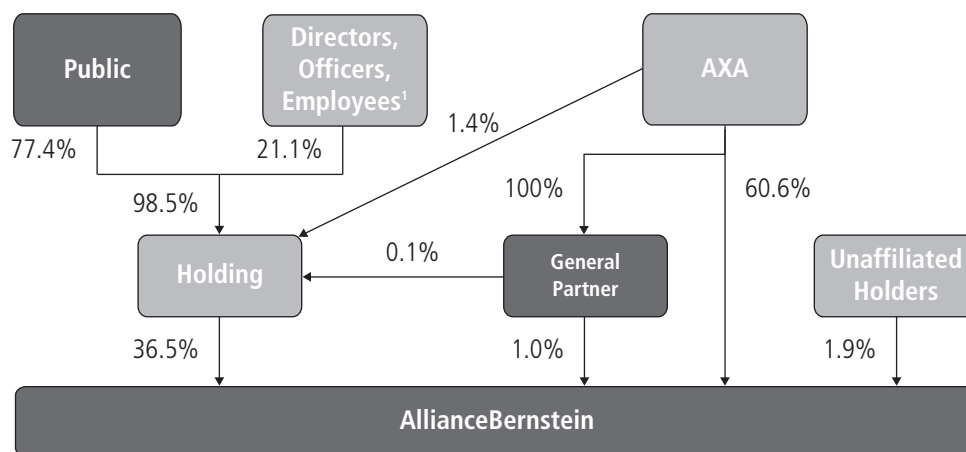 Public
Directors,
Officers,
Employees¹
AXA
77.4%
21.1%
1.4%
98.5%
100%
60.6%
Holding
0.1%
General
Partner
Unaffiliated
Holders
36.5%
1.0%
1.9%
AllianceBernstein